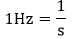 1Hz = 1/s